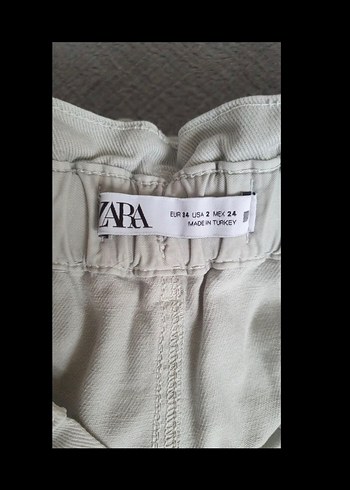 ZARA
EUR 34 USA 2 MEX 24
MADE IN TURKEY